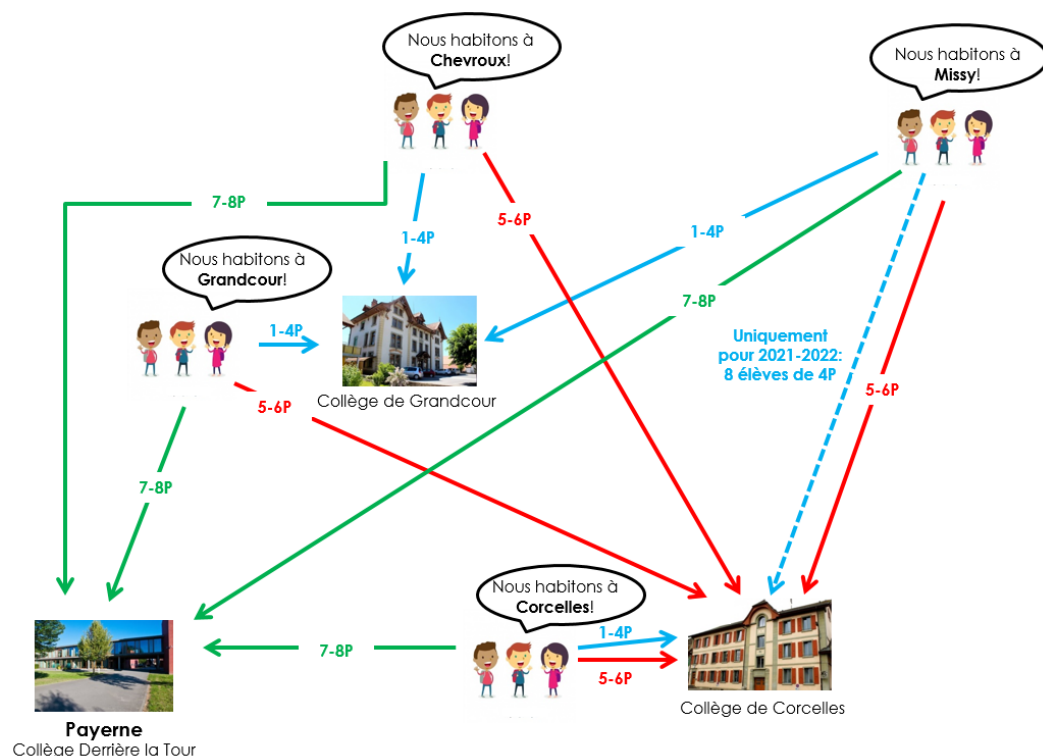 Nous habitons à
Chevroux!
Nous habitons à
Missy!
7-8P
5-6P
1-4P
1-4P
Nous habitons à
Grandcour!
7-8P
1-4P
Uniquement
pour 2021-2022:
8 élèves de 4P
5-6P
Collège de Grandcour
5-6P
7-8P
Nous habitons à
Corcelles!
1-4P
7-8P
5-6P
Collège de Corcelles
Payerne
Collège Derrière la Tour